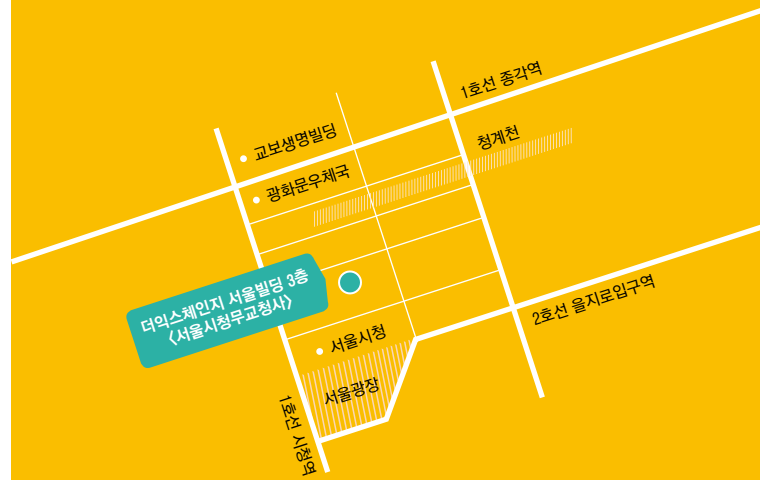 1호선 종각역
교보생명빌딩
청계천
광화문우체국
더익스체인지 서울빌딩 3층
<서울시청무교청사>
2호선 을지로입구역
서울시청
서울광장
1호선 시청역